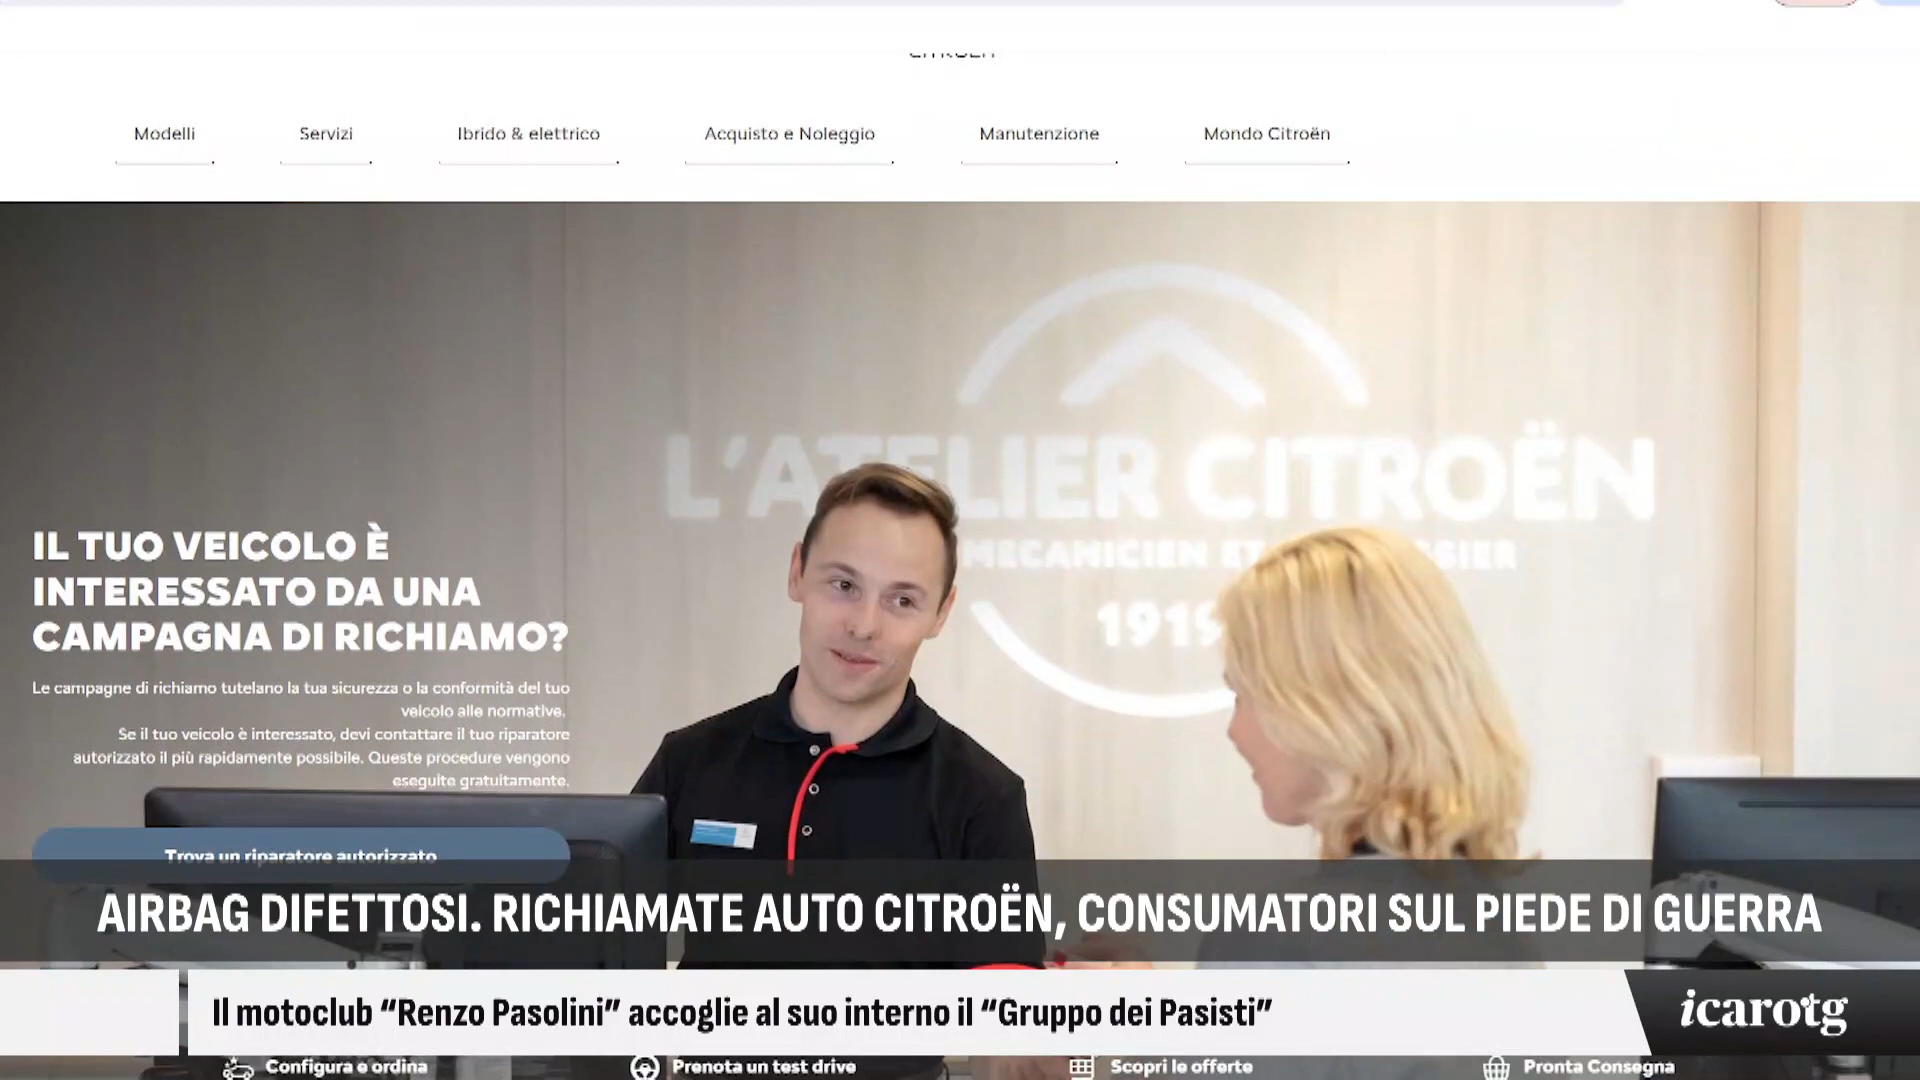 Modelli
Servizi
Ibrido & elettrico
Acquisto e Noleggio
Manutenzione
Mondo Citroën
L'ATELIER CITROËN
MECANICIEN
1919
IL TUO VEICOLO È
INTERESSATO DA UNA
CAMPAGNA DI RICHIAMO?
Le campagne di richiamo tutelano la tua sicurezza o la conformità del tuo
veicolo alle normative.
Se il tuo veicolo è interessato, devi contattare il tuo riparatore
autorizzato il più rapidamente possibile. Queste procedure vengono
eseguite gratuitamente.
Trova un riparatore autorizzato
AIRBAG DIFETTOSI. RICHIAMATE AUTO CITROËN, CONSUMATORI SUL PIEDE DI GUERRA
Il motoclub “Renzo Pasolini” accoglie al suo interno il “Gruppo dei Pasisti”
icarotg
Configura e ordina
Prenota un test drive
Scopri le offerte
Pronta Consegna